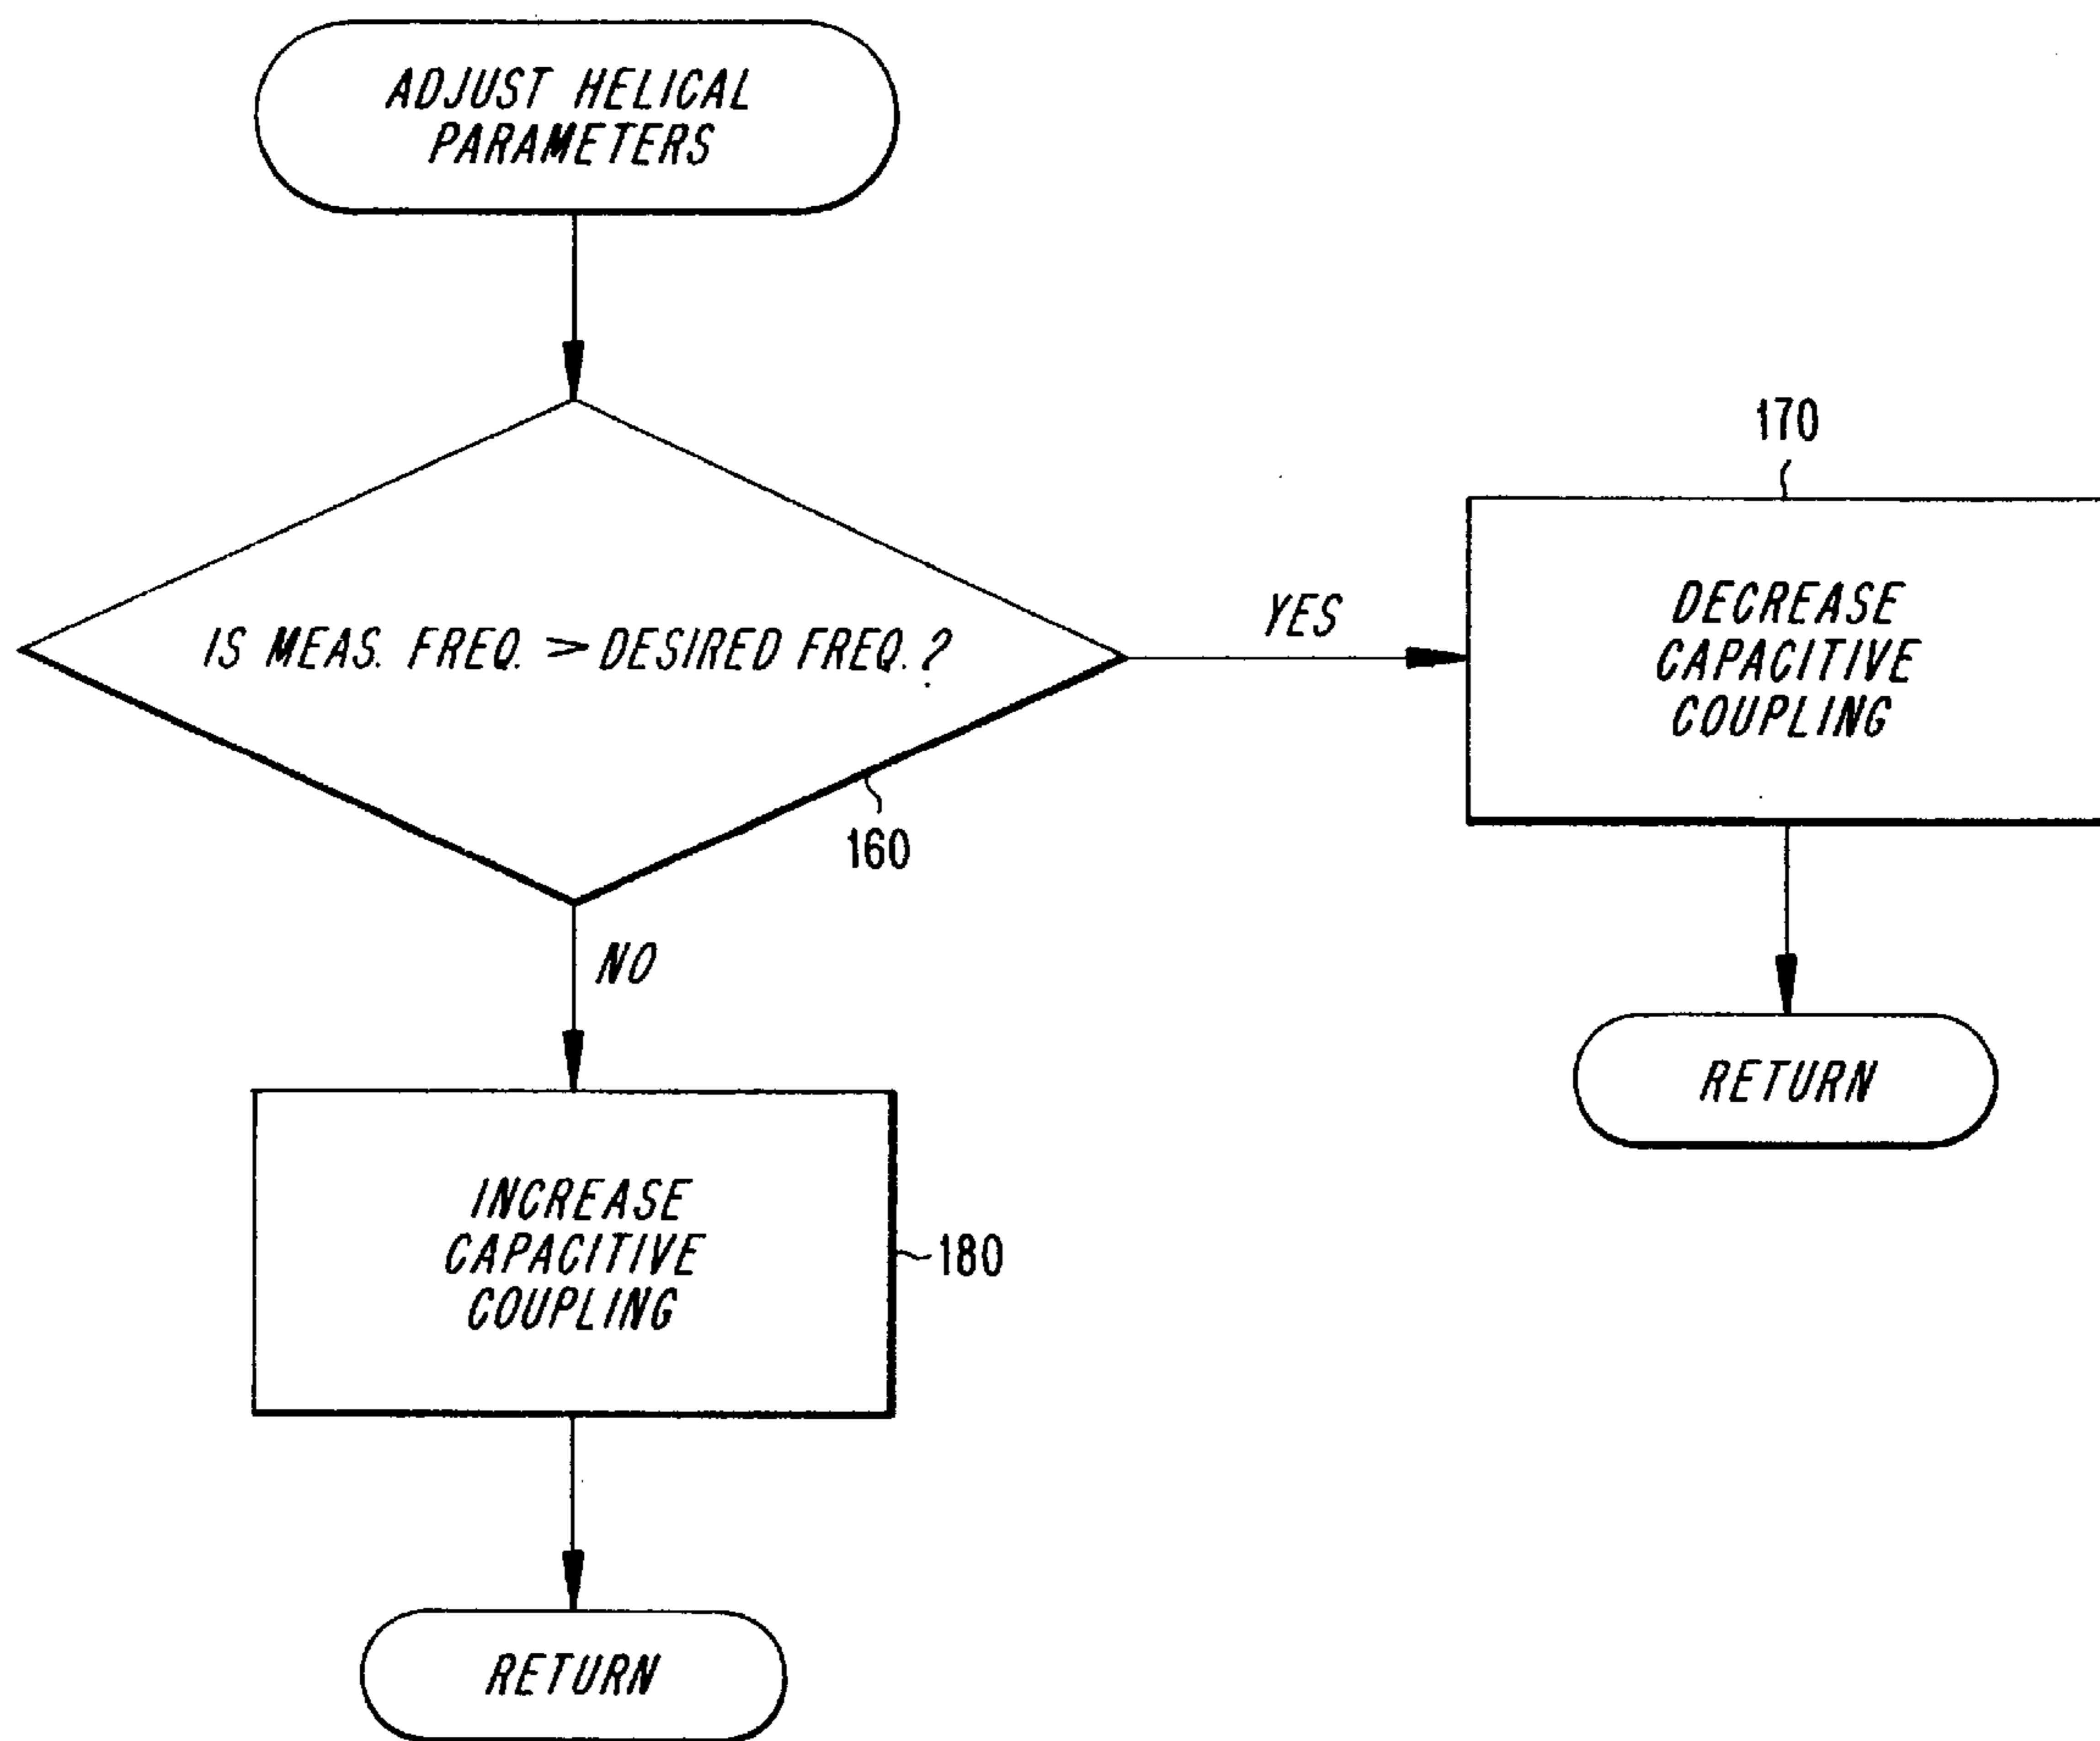 ADJUST HELICAL
PARAMETERS
IS MEAS. FREQ. > DESIRED FREQ.?
160
YES
170
DECREASE
CAPACITIVE
COUPLING
RETURN
NO
INCREASE
CAPACITIVE
COUPLING
180
RETURN